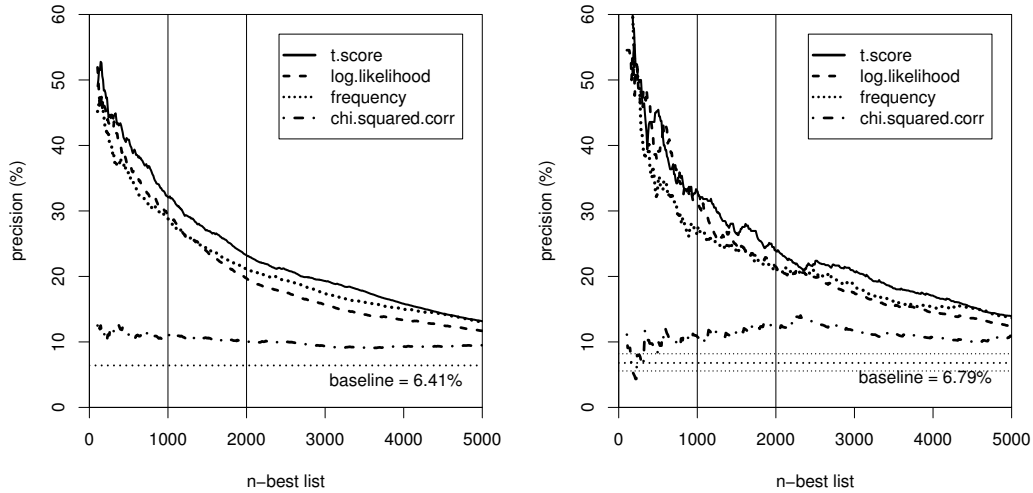 60
50
40
30
20
10
0
precision (%)
t.score
log.likelihood
frequency
chi.squared.corr
baseline = 6.41%
0 1000 2000 3000 4000 5000
n−best list
60
50
40
30
20
10
0
precision (%)
t.score
log.likelihood
frequency
chi.squared.corr
baseline = 6.79%
0 1000 2000 3000 4000 5000
n−best list